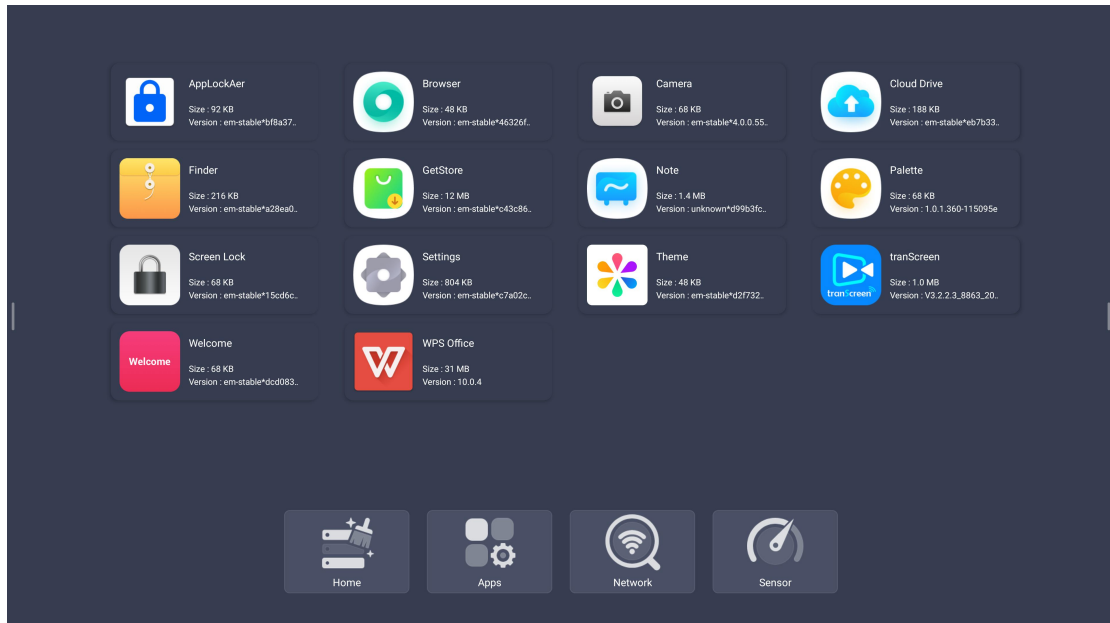 AppLockAer
Size : 92 KB
Version : em-stable*bf8a37..
Browser
Size : 48 KB
Version : em-stable*46326f..
Camera
Size : 68 KB
Version : em-stable*4.0.0.55..
Cloud Drive
Size : 188 KB
Version : em-stable*eb7b33..
Finder
Size : 216 KB
Version : em-stable*a28ea0..
GetStore
Size : 12 MB
Version : em-stable*c43c86..
Note
Size : 1.4 MB
Version : unknown*d99b3fc..
Palette
Size : 68 KB
Version : 1.0.1.360-115095e
Screen Lock
Size : 68 KB
Version : em-stable*15cd6c..
Settings
Size : 804 KB
Version : em-stable*c7a02c..
Theme
Size : 48 KB
Version : em-stable*d2f732..
tranScreen
tranScreen
Size : 1.0 MB
Version : V3.2.2.3_8863_20..
Welcome
Welcome
Size : 68 KB
Version : em-stable*dcd083..
WPS Office
Size : 31 MB
Version : 10.0.4
Home
Apps
Network
Sensor